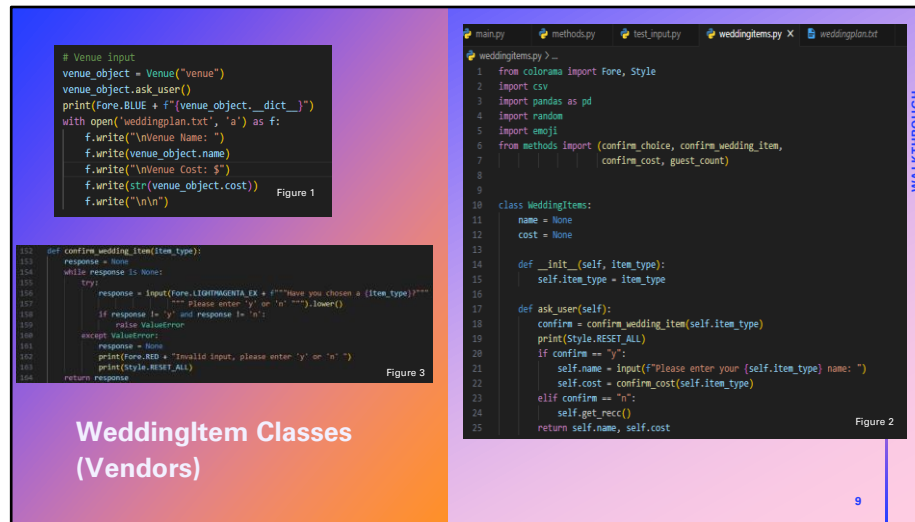 # Venue input
venue_object = Venue("venue")
venue_object.ask_user()
print(Fore.BLUE + f"{venue_object.__dict__}")
with open('weddingplan.txt', 'a') as f:
    f.write("\nVenue Name: ")
    f.write(venue_object.name)
    f.write("\nVenue Cost: $")
    f.write(str(venue_object.cost))
    f.write("\n\n")
Figure 1
152 def confirm_wedding_item(item_type):
153     response = None
154     while response is None:
155         try:
156             response = input(Fore.LIGHTMAGENTA_EX + f"""Have you chosen a {item_type}?"""
157                              """ Please enter 'y' or 'n' """).lower()
158             if response != 'y' and response != 'n':
159                 raise ValueError
160         except ValueError:
161             response = None
162             print(Fore.RED + "Invalid input, please enter 'y' or 'n' ")
163             print(Style.RESET_ALL)
164     return response
Figure 3
WeddingItem Classes
(Vendors)
main.py methods.py test_input.py weddingitems.py X weddingplan.txt
weddingitems.py > ...
1 from colorama import Fore, Style
2 import csv
3 import pandas as pd
4 import random
5 import emoji
6 from methods import (confirm_choice, confirm_wedding_item,
7                      confirm_cost, guest_count)
8
9
10 class WeddingItems:
11     name = None
12     cost = None
13
14     def __init__(self, item_type):
15         self.item_type = item_type
16
17     def ask_user(self):
18         confirm = confirm_wedding_item(self.item_type)
19         print(Style.RESET_ALL)
20         if confirm == "y":
21             self.name = input(f"Please enter your {self.item_type} name: ")
22             self.cost = confirm_cost(self.item_type)
23         elif confirm == "n":
24             self.get_recc()
25         return self.name, self.cost
Figure 2
WALKTHROUGH
9